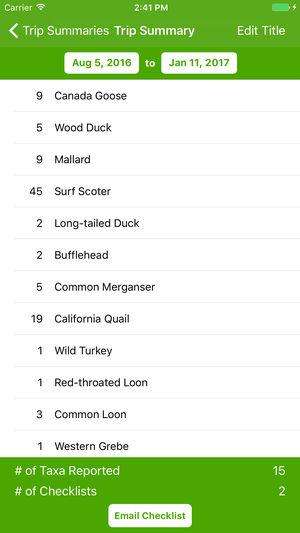 Carrier 2:41 PM
Trip Summaries Trip Summary Edit Title
Aug 5, 2016 to Jan 11, 2017
9 Canada Goose
5 Wood Duck
9 Mallard
45 Surf Scoter
2 Long-tailed Duck
2 Bufflehead
5 Common Merganser
19 California Quail
1 Wild Turkey
1 Red-throated Loon
3 Common Loon
1 Western Grebe
# of Taxa Reported 15
# of Checklists 2
Email Checklist